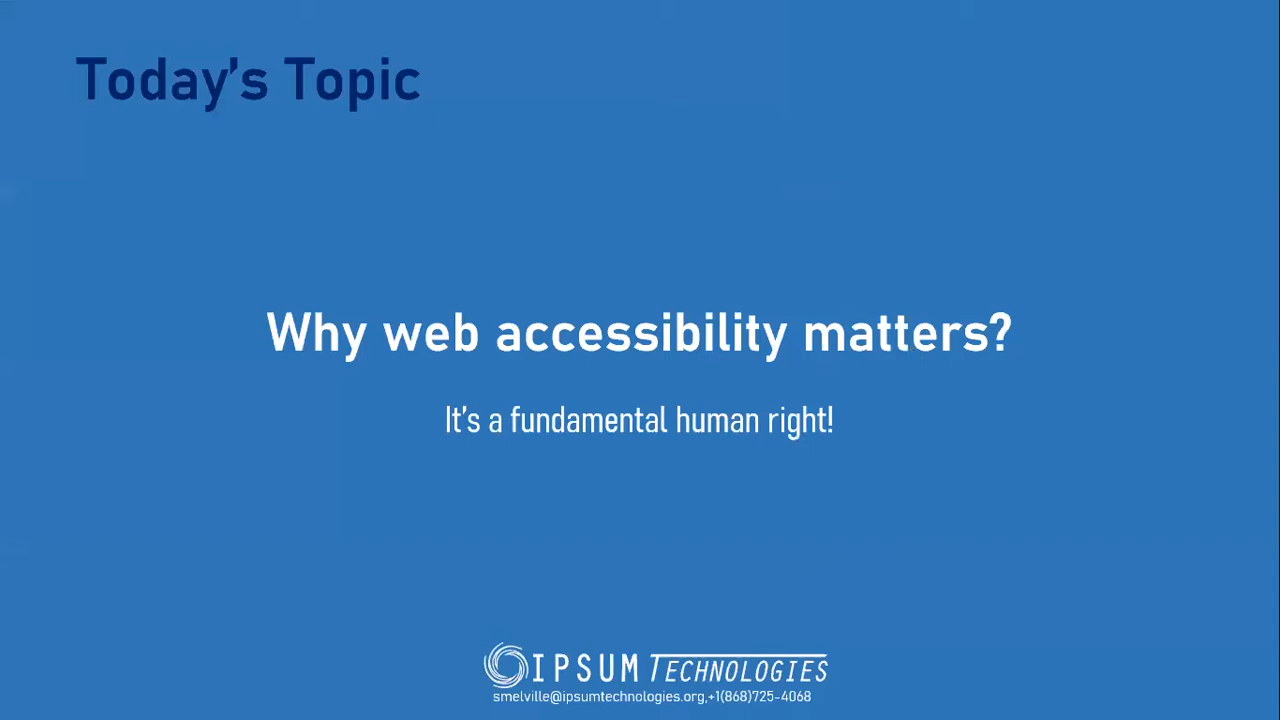 Today's Topic
Why web accessibility matters?
It's a fundamental human right!
IPSUM TECHNOLOGIES
smelville@ipsumtechnologies.org,+1(868)725-4068